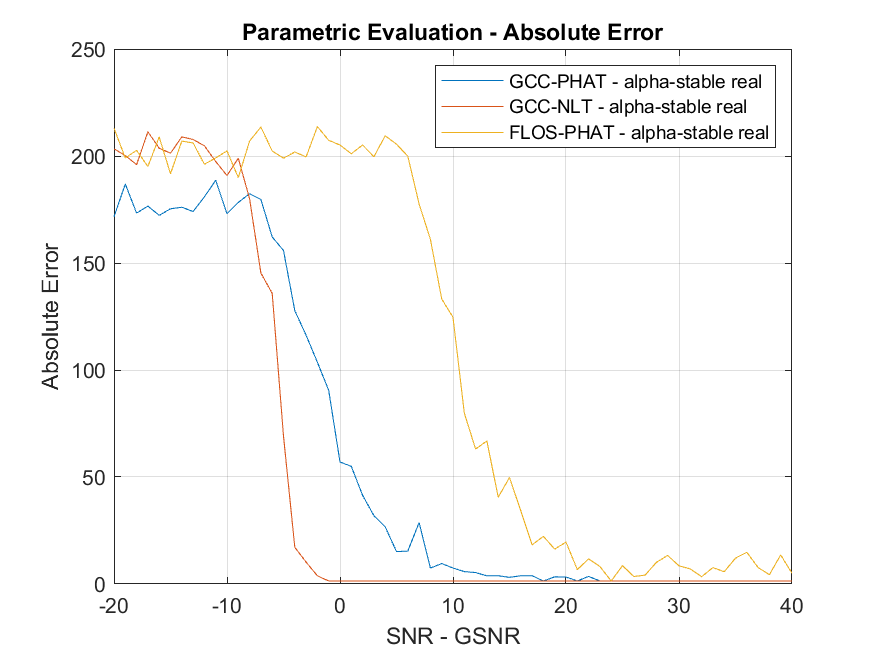 Parametric Evaluation - Absolute Error
GCC-PHAT - alpha-stable real
GCC-NLT - alpha-stable real
FLOS-PHAT - alpha-stable real
Absolute Error
250
200
150
100
50
0
-20 -10 0 10 20 30 40
SNR - GSNR